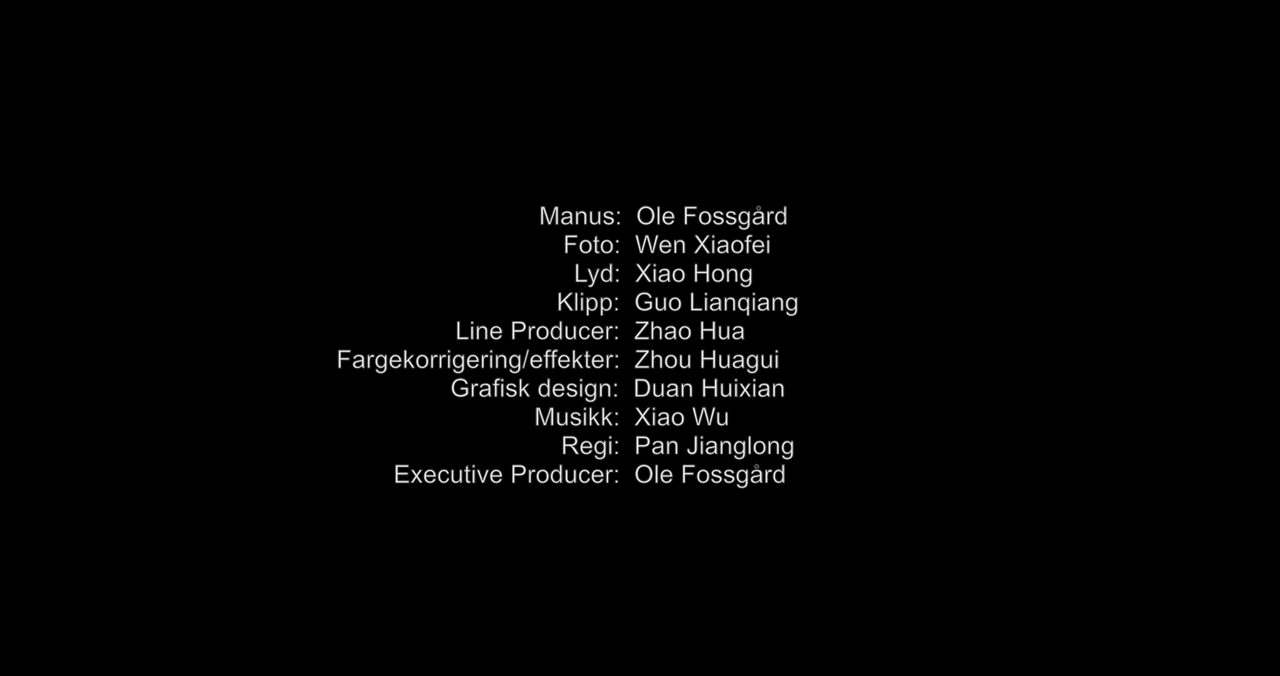 Manus: Ole Fossgård
Foto: Wen Xiaofei
Lyd: Xiao Hong
Klipp: Guo Lianqiang
Line Producer: Zhao Hua
Fargekorrigering/effekter: Zhou Huagui
Grafisk design: Duan Huixian
Musikk: Xiao Wu
Regi: Pan Jianglong
Executive Producer: Ole Fossgård